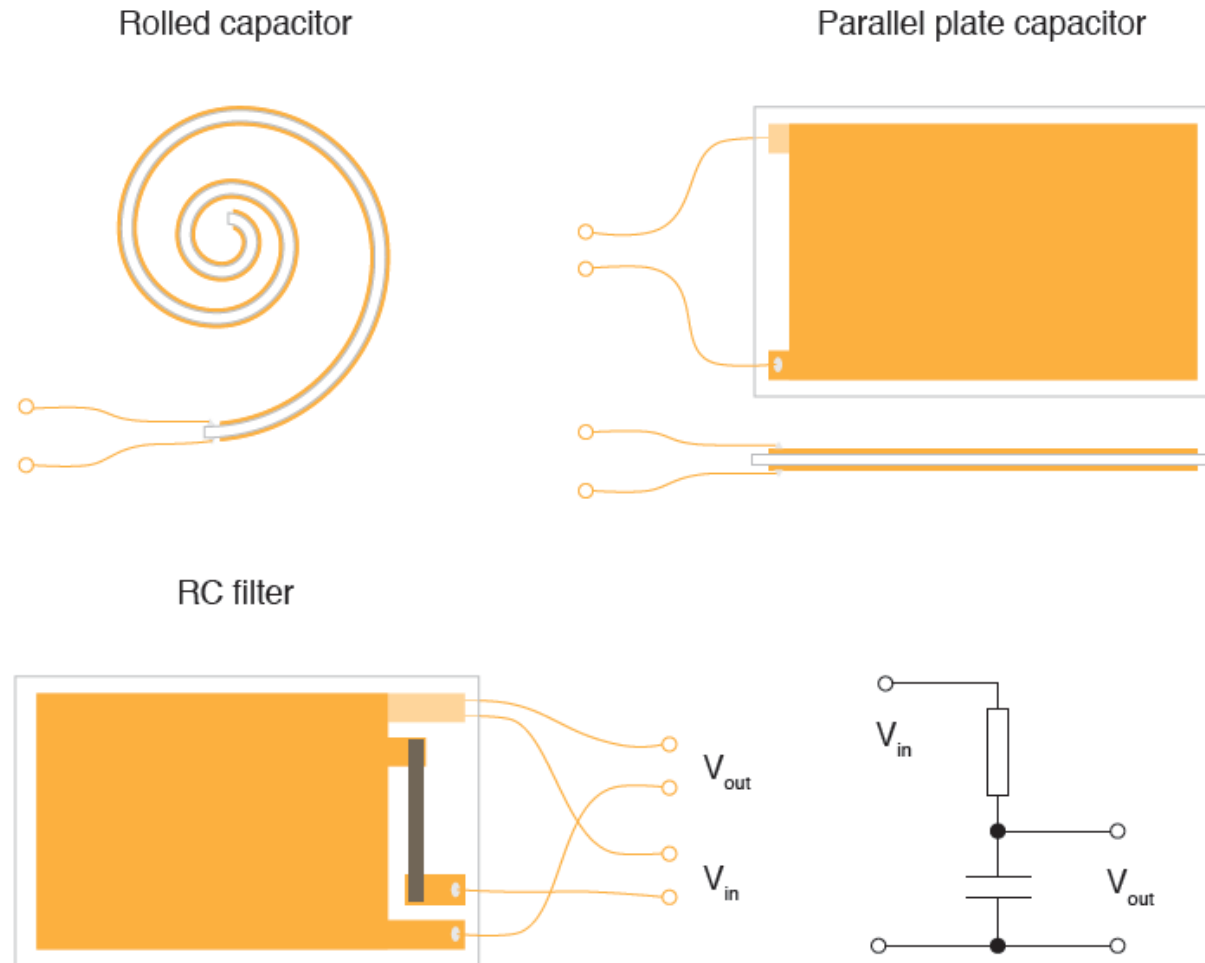 Rolled capacitor
Parallel plate capacitor
RC filter
Vout
Vin
Vin
Vout